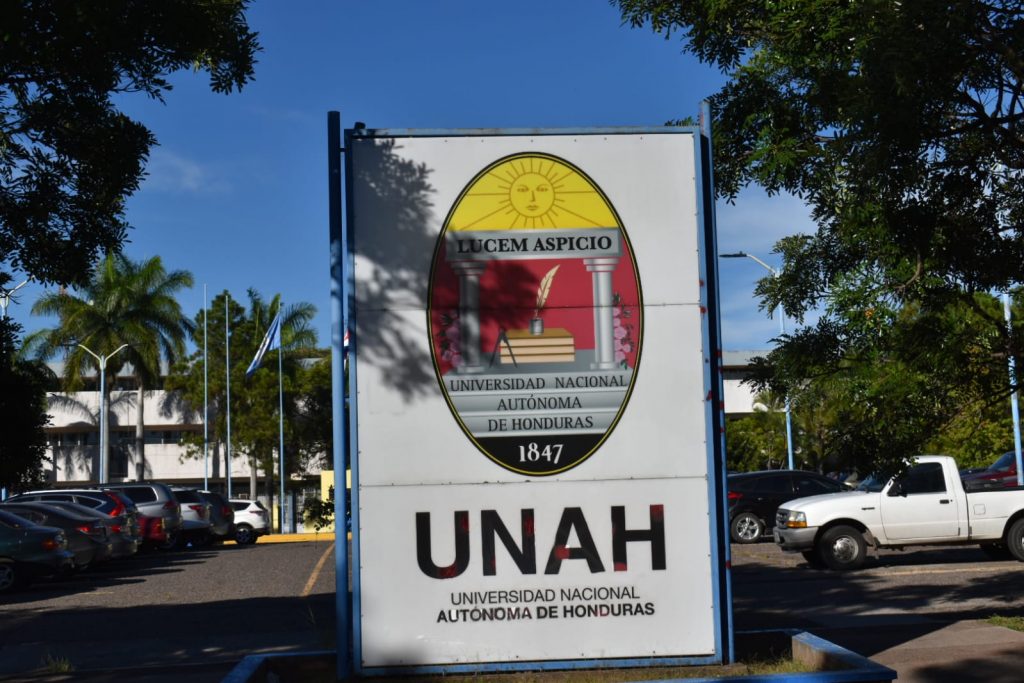 LUCEM ASPICIO
UNIVERSIDAD NACIONAL
AUTÓNOMA
DE HONDURAS
1847
UNAH
UNIVERSIDAD NACIONAL
AUTÓNOMA DE HONDURAS